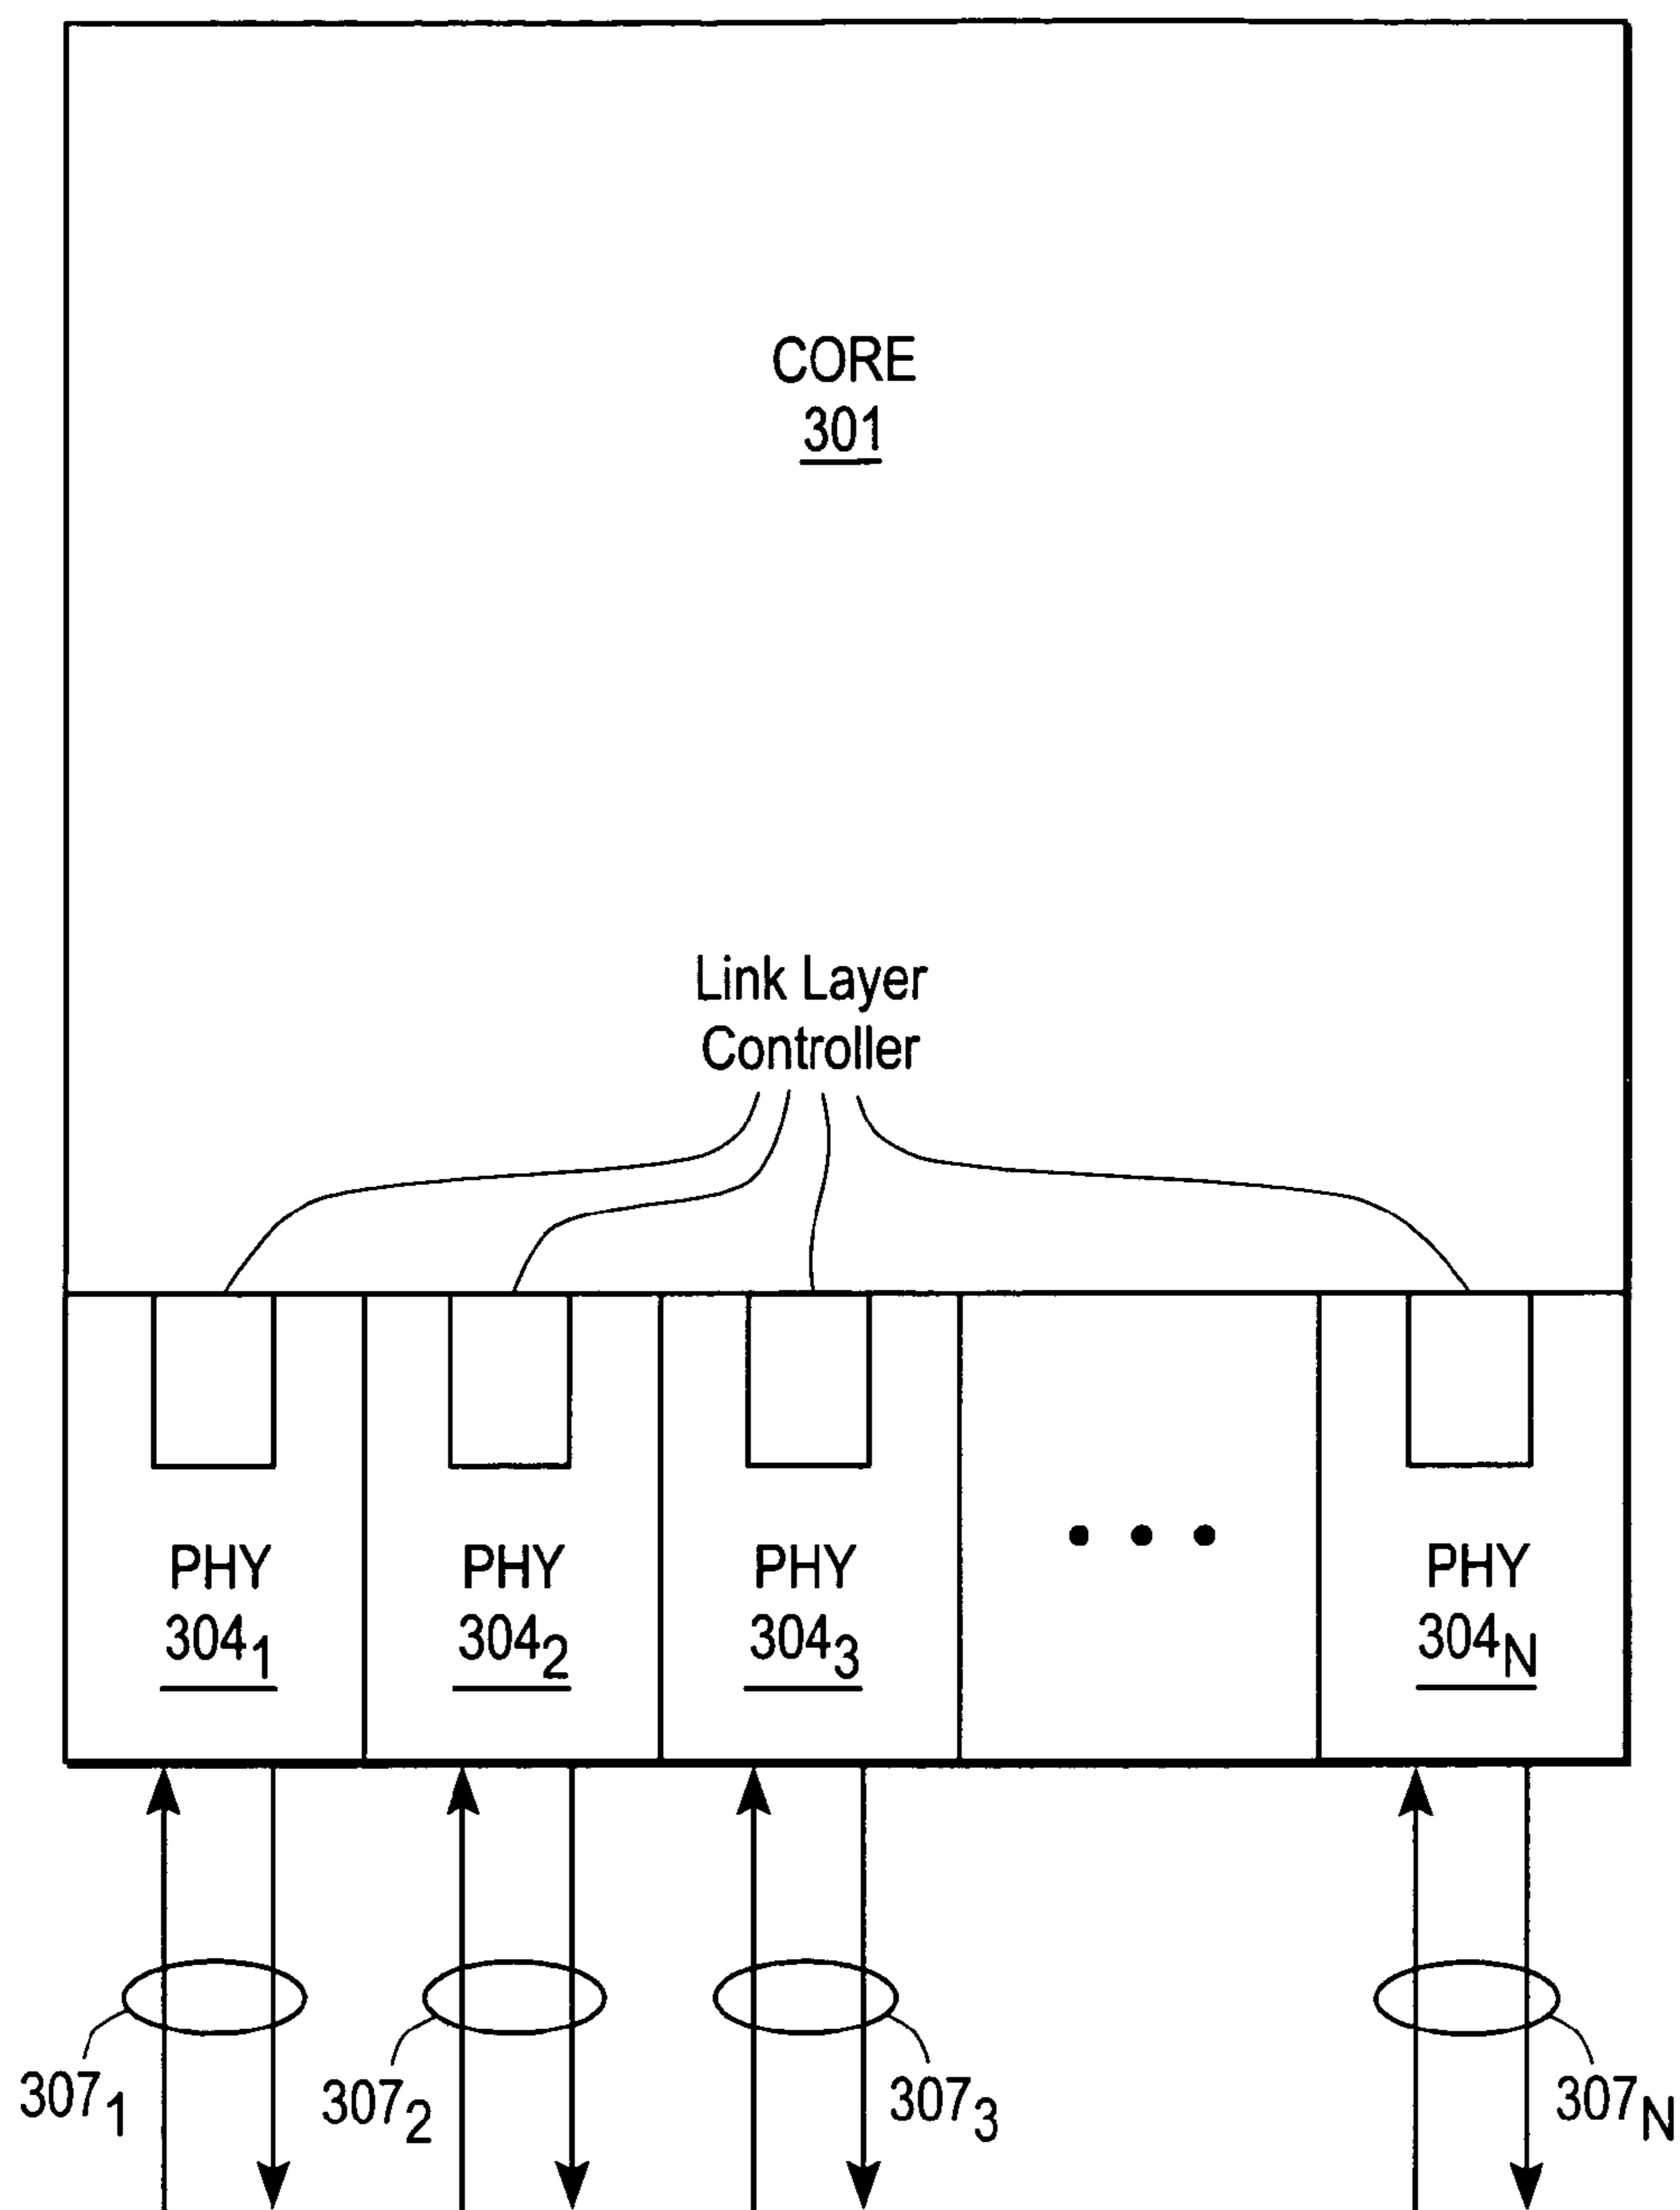 CORE
301
Link Layer
Controller
PHY
304₁
PHY
304₂
PHY
304₃
PHY
304N
307₁
307₂
307₃
307N